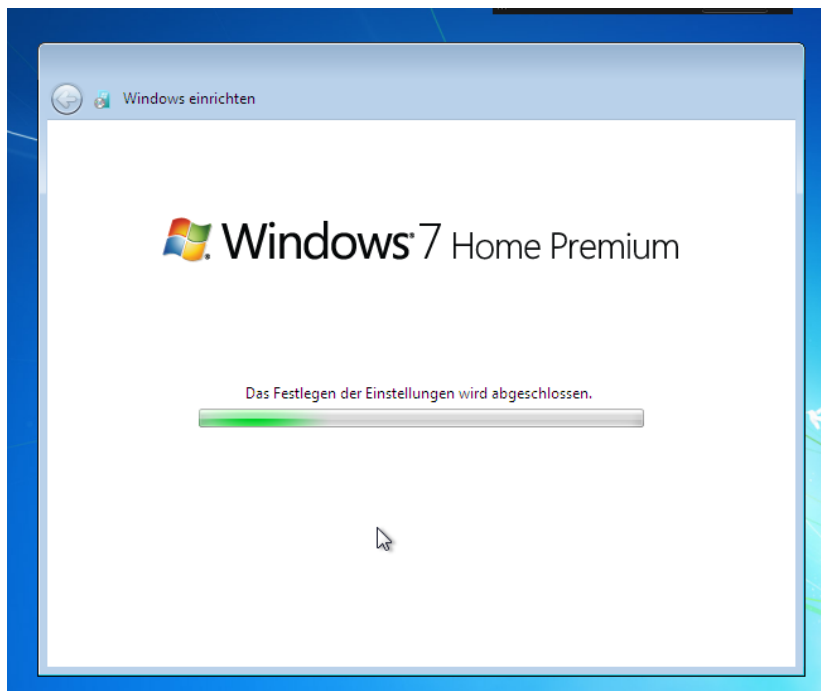 Windows einrichten
Windows 7 Home Premium
Das Festlegen der Einstellungen wird abgeschlossen.